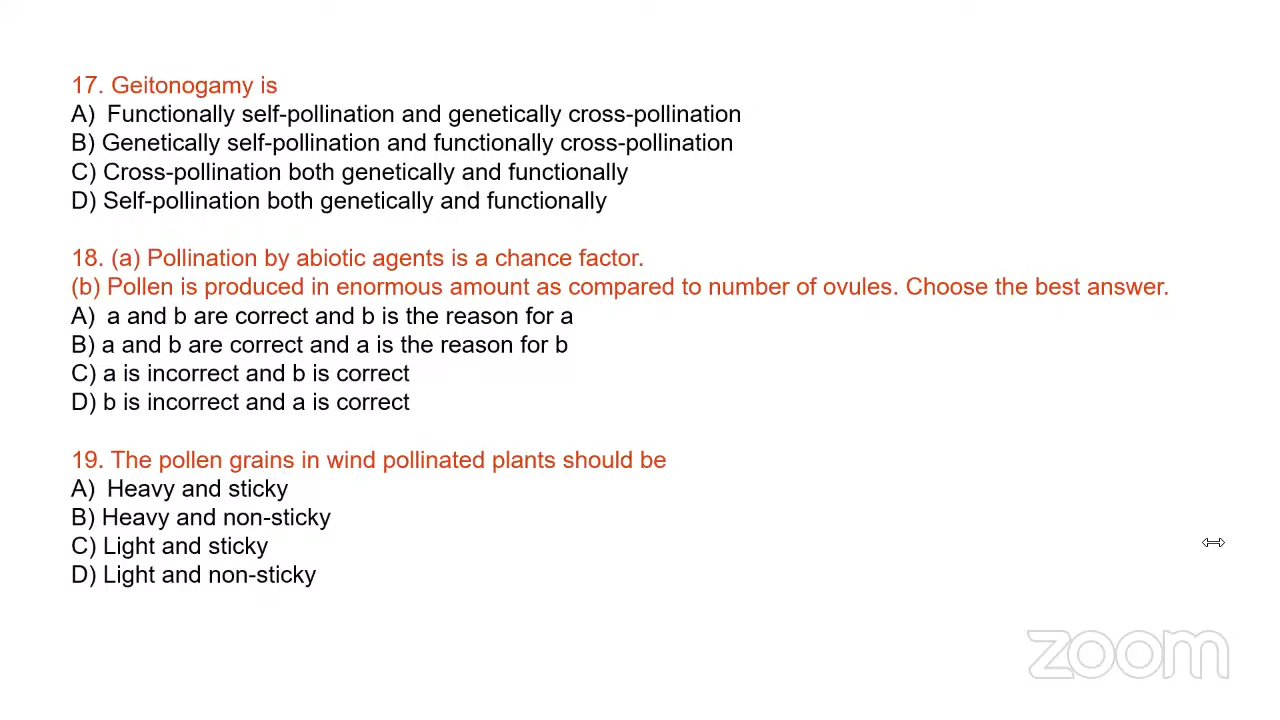 17. Geitonogamy is
A) Functionally self-pollination and genetically cross-pollination
B) Genetically self-pollination and functionally cross-pollination
C) Cross-pollination both genetically and functionally
D) Self-pollination both genetically and functionally
18. (a) Pollination by abiotic agents is a chance factor.
(b) Pollen is produced in enormous amount as compared to number of ovules. Choose the best answer.
A) a and b are correct and b is the reason for a
B) a and b are correct and a is the reason for b
C) a is incorrect and b is correct
D) b is incorrect and a is correct
19. The pollen grains in wind pollinated plants should be
A) Heavy and sticky
B) Heavy and non-sticky
C) Light and sticky
D) Light and non-sticky
zoom